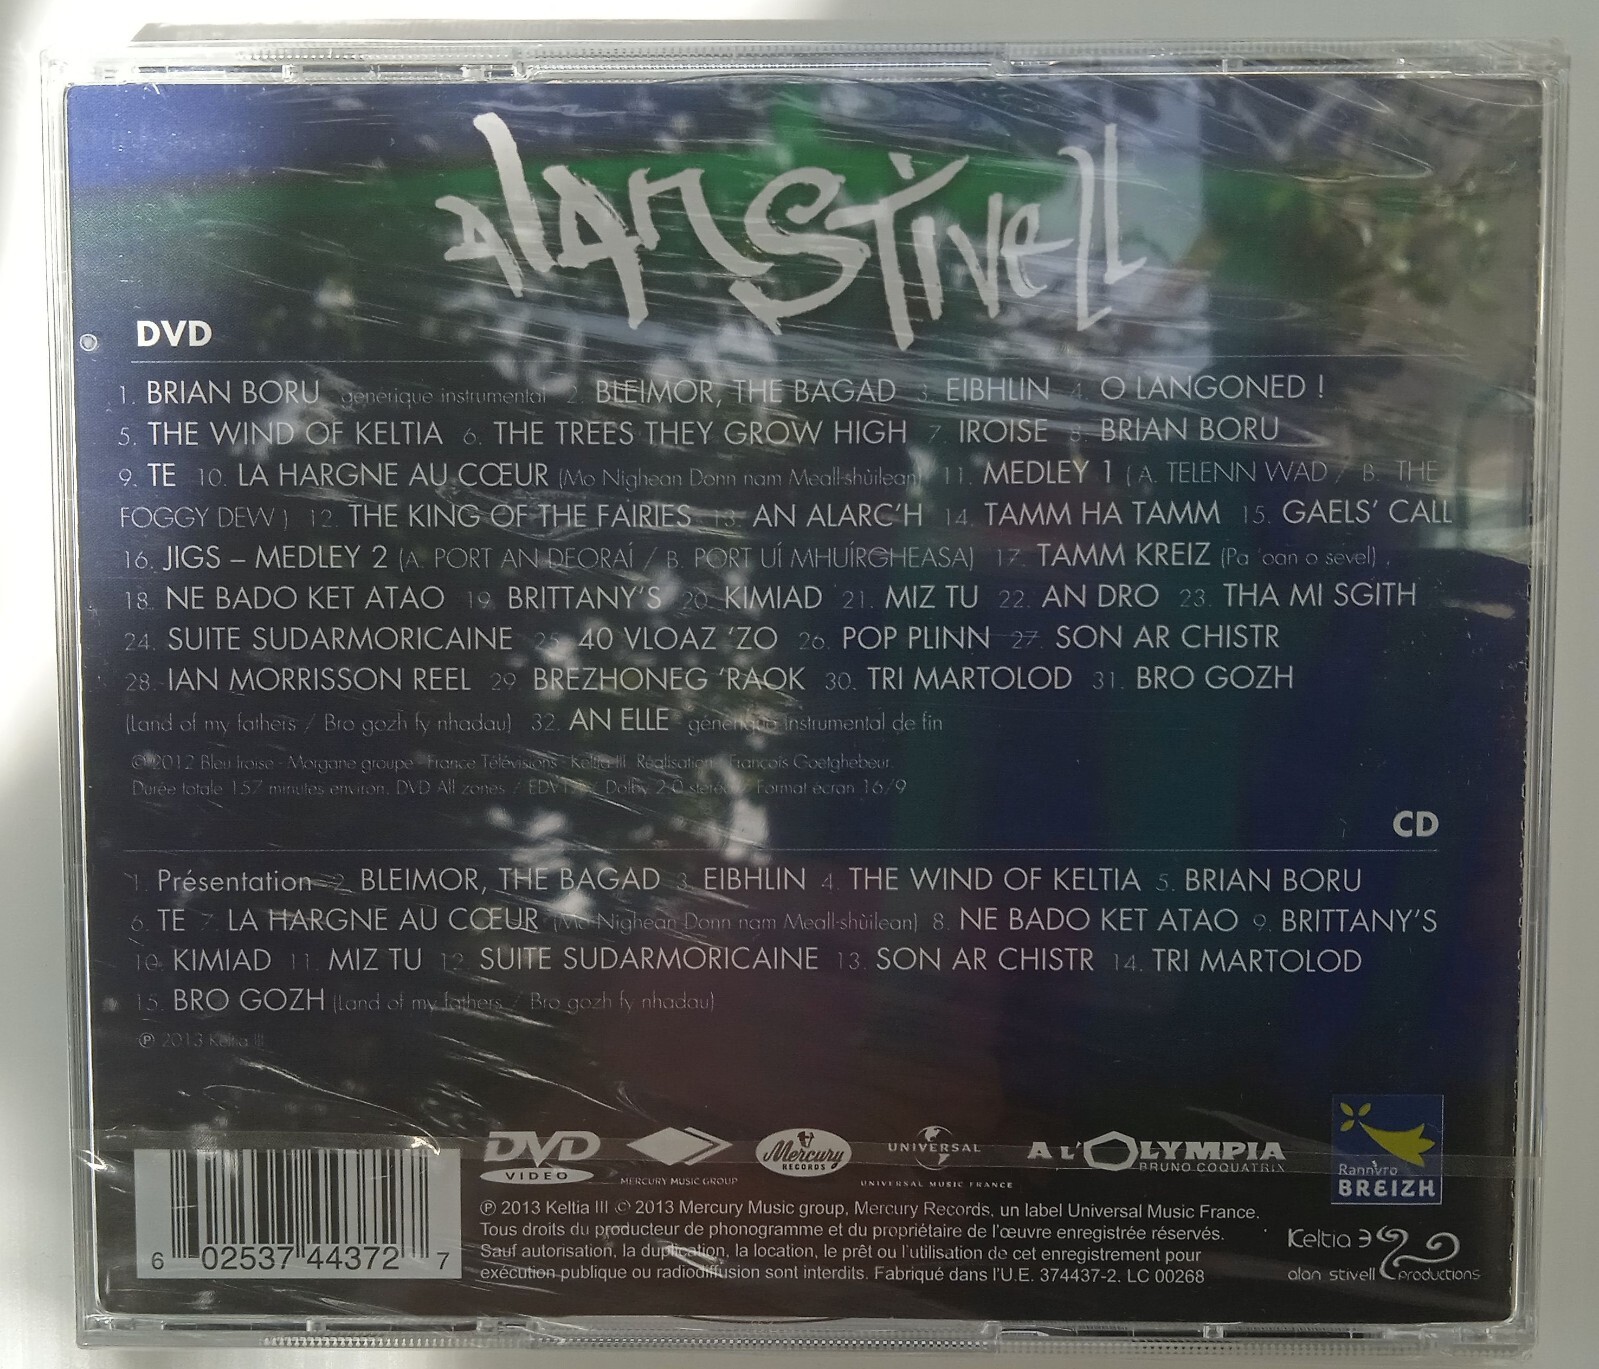 alan stivell
DVD
1. BRIAN BORU générique instrumental 2. BLEIMOR, THE BAGAD 3. EIBHLIN 4. O LANGONED !
5. THE WIND OF KELTIA 6. THE TREES THEY GROW HIGH 7. IROISE 8. BRIAN BORU
9. TE 10. LA HARGNE AU CŒUR (Mo Nighean Donn nam Meall-shùilean) 11. MEDLEY 1 ( A. TELENN WAD / B. THE
FOGGY DEW ) 12. THE KING OF THE FAIRIES 13. AN ALARC'H 14. TAMM HA TAMM 15. GAELS' CALL
16. JIGS – MEDLEY 2 (A. PORT AN DEORAÍ / B. PORT UÍ MHUÍRGHEASA) 17. TAMM KREIZ (Pa 'oan o sevel) .
18. NE BADO KET ATAO 19. BRITTANY'S 20. KIMIAD 21. MIZ TU 22. AN DRO 23. THA MI SGITH
24. SUITE SUDARMORICAINE 25. 40 VLOAZ 'ZO 26. POP PLINN 27. SON AR CHISTR
28. IAN MORRISSON REEL 29. BREZHONEG 'RAOK 30. TRI MARTOLOD 31. BRO GOZH
(Land of my fathers / Bro gozh fy nhadau) 32. AN ELLE générique instrumental de fin
© 2012 Bleu Iroise - Morgane groupe - France Télévisions - Keltia III. Réalisation : François Goetghebeur.
Durée totale 157 minutes environ. DVD All zones / / Dolby 2.0 stéréo / Format écran 16/9
CD
1. Présentation 2. BLEIMOR, THE BAGAD 3. EIBHLIN 4. THE WIND OF KELTIA 5. BRIAN BORU
6. TE 7. LA HARGNE AU CŒUR (Mo Nighean Donn nam Meall-shùilean) 8. NE BADO KET ATAO 9. BRITTANY'S
10. KIMIAD 11. MIZ TU 12. SUITE SUDARMORICAINE 13. SON AR CHISTR 14. TRI MARTOLOD
15. BRO GOZH (Land of my fathers / Bro gozh fy nhadau)
℗ 2013 Keltia III
DVD VIDEO
MERCURY MUSIC GROUP
Mercury RECORDS
UNIVERSAL
UNIVERSAL MUSIC FRANCE
A L'OLYMPIA
BRUNO COQUATRIX
Rannvro
BREIZH
℗ 2013 Keltia III © 2013 Mercury Music group, Mercury Records, un label Universal Music France.
Tous droits du producteur de phonogramme et du propriétaire de l'œuvre enregistrée réservés.
Sauf autorisation, la duplication, la location, le prêt ou l'utilisation de cet enregistrement pour
exécution publique ou radiodiffusion sont interdits. Fabriqué dans l'U.E. 374437-2. LC 00268
Keltia 3
alan stivell productions
6 02537 44372 7